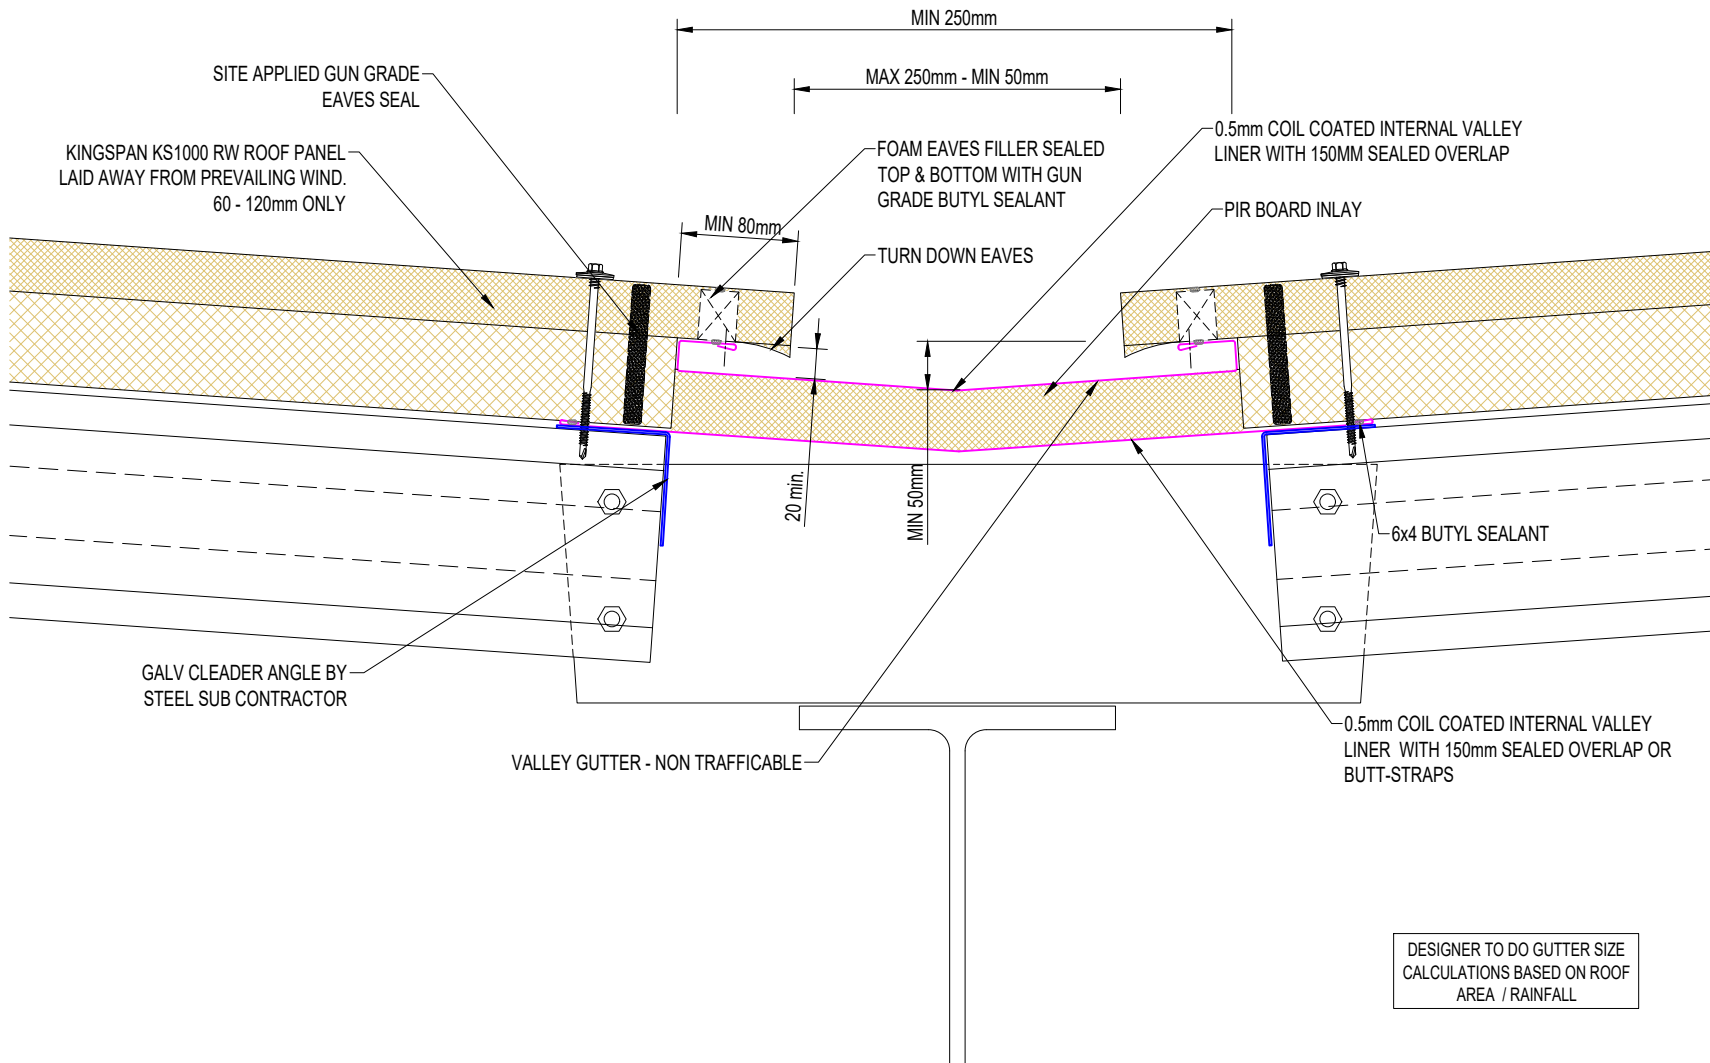 MIN 250mm
MAX 250mm - MIN 50mm
SITE APPLIED GUN GRADE
EAVES SEAL
KINGSPAN KS1000 RW ROOF PANEL
LAID AWAY FROM PREVAILING WIND.
60 - 120mm ONLY
FOAM EAVES FILLER SEALED
TOP & BOTTOM WITH GUN
GRADE BUTYL SEALANT
0.5mm COIL COATED INTERNAL VALLEY
LINER WITH 150MM SEALED OVERLAP
PIR BOARD INLAY
MIN 80mm
TURN DOWN EAVES
20 min.
MIN 50mm
6x4 BUTYL SEALANT
GALV CLEADER ANGLE BY
STEEL SUB CONTRACTOR
VALLEY GUTTER - NON TRAFFICABLE
0.5mm COIL COATED INTERNAL VALLEY
LINER WITH 150mm SEALED OVERLAP OR
BUTT-STRAPS
DESIGNER TO DO GUTTER SIZE
CALCULATIONS BASED ON ROOF
AREA / RAINFALL